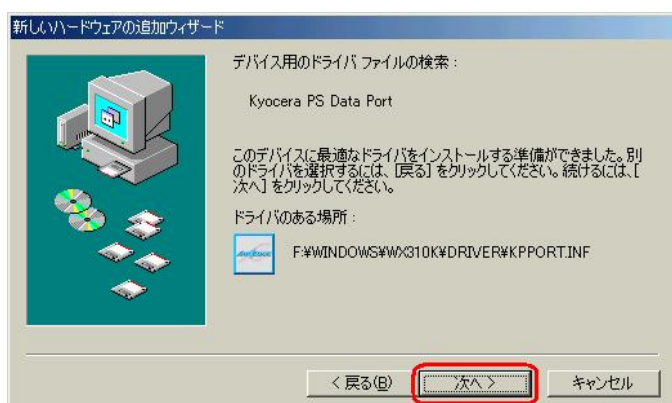 新しいハードウェアの追加ウィザード
デバイス用のドライバ ファイルの検索 :
Kyocera PS Data Port
このデバイスに最適なドライバをインストールする準備ができました。別
のドライバを選択するには、[戻る] をクリックしてください。続けるには、[
次へ] をクリックしてください。
ドライバのある場所 :
AIR-EDGE
F:¥WINDOWS¥WX310K¥DRIVER¥KPPORT.INF
< 戻る(B)
次へ >
キャンセル